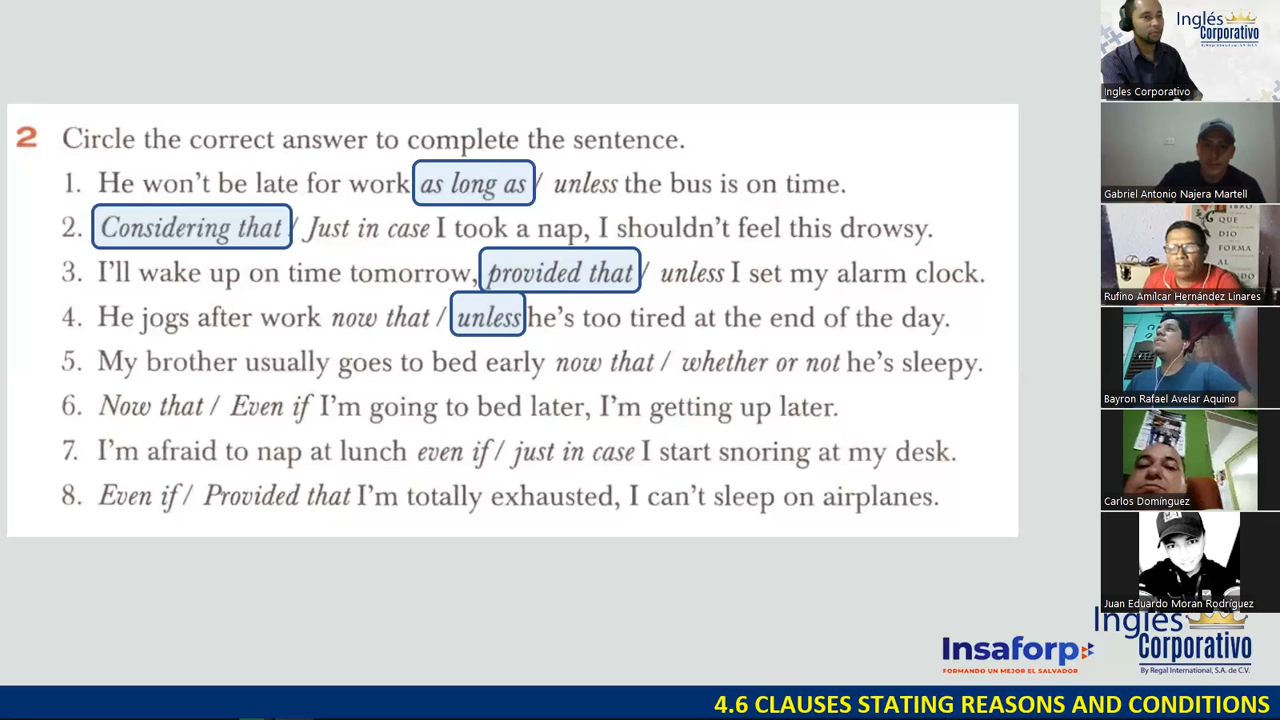 2 Circle the correct answer to complete the sentence.
1. He won't be late for work as long as / unless the bus is on time.
2. Considering that / Just in case I took a nap, I shouldn't feel this drowsy.
3. I'll wake up on time tomorrow, provided that / unless I set my alarm clock.
4. He jogs after work now that / unless he's too tired at the end of the day.
5. My brother usually goes to bed early now that / whether or not he's sleepy.
6. Now that / Even if I'm going to bed later, I'm getting up later.
7. I'm afraid to nap at lunch even if / just in case I start snoring at my desk.
8. Even if / Provided that I'm totally exhausted, I can't sleep on airplanes.
Inglés
Corporativo
Ingles Corporativo
Gabriel Antonio Najera Martell
QUE
DIO
FORMA
AL
Rufino Amílcar Hernández Linares
Bayron Rafael Avelar Aquino
Carlos Domínguez
Juan Eduardo Moran Rodríguez
Inglés
Corporativo
By Regal International, S.A. de C.V.
Insaforp
FORMANDO UN MEJOR EL SALVADOR
4.6 CLAUSES STATING REASONS AND CONDITIONS